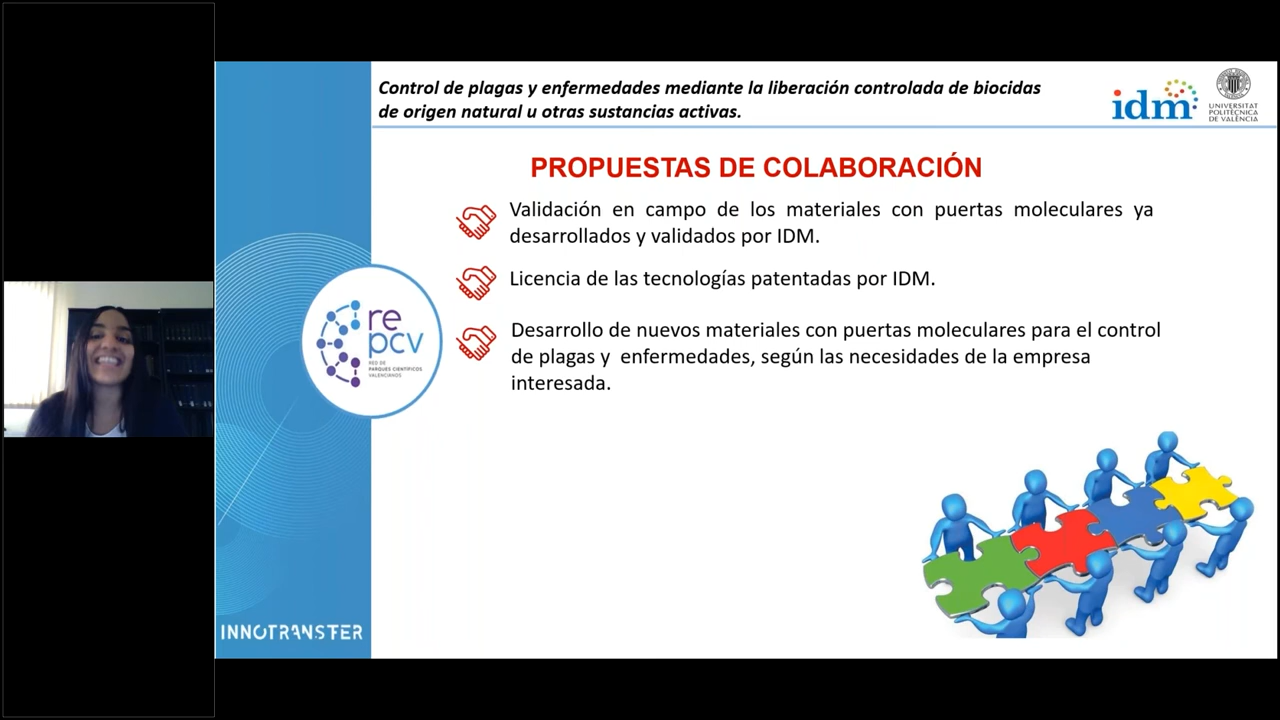 Control de plagas y enfermedades mediante la liberación controlada de biocidas
de origen natural u otras sustancias activas.
idm
UNIVERSITAT
POLITÈCNICA
DE VALÈNCIA
PROPUESTAS DE COLABORACIÓN
Validación en campo de los materiales con puertas moleculares ya
desarrollados y validados por IDM.
Licencia de las tecnologías patentadas por IDM.
Desarrollo de nuevos materiales con puertas moleculares para el control
de plagas y enfermedades, según las necesidades de la empresa
interesada.
re
pcv
RED DE
PARQUES CIENTÍFICOS
VALENCIANOS
INNOTRANSFER